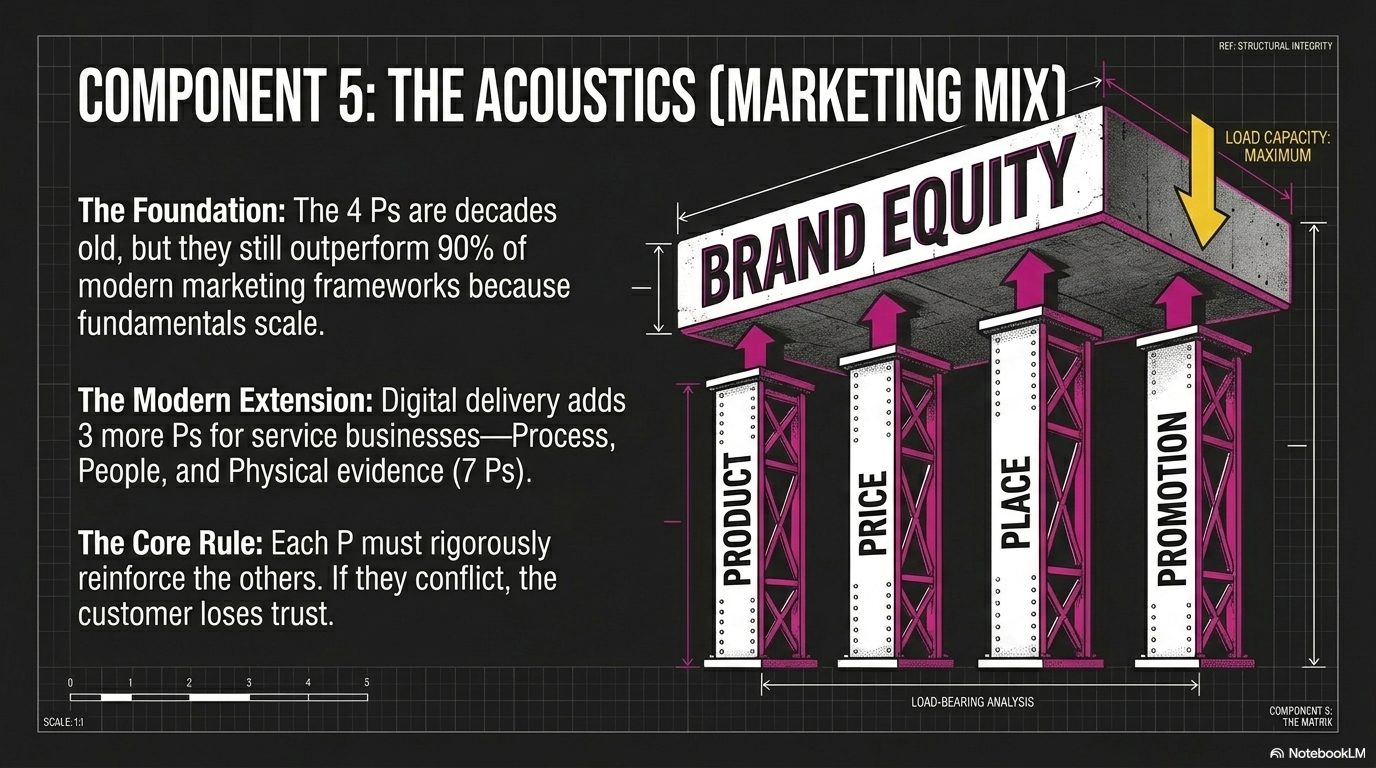 REF: STRUCTURAL INTEGRITY
COMPONENT 5: THE ACOUSTICS (MARKETING MIX)
LOAD CAPACITY:
MAXIMUM
BRAND EQUITY
The Foundation: The 4 Ps are decades
old, but they still outperform 90% of
modern marketing frameworks because
fundamentals scale.
The Modern Extension: Digital delivery adds
3 more Ps for service businesses—Process,
People, and Physical evidence (7 Ps).
The Core Rule: Each P must rigorously
reinforce the others. If they conflict, the
customer loses trust.
PRODUCT
PRICE
PLACE
PROMOTION
0 1 2 3 4 5
SCALE: 1:1
LOAD-BEARING ANALYSIS
COMPONENT S:
THE MATRIK
NotebookLM